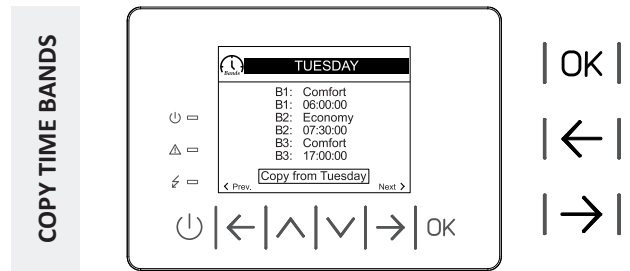 COPY TIME BANDS
Bands
TUESDAY
B1: Comfort
B1: 06:00:00
B2: Economy
B2: 07:30:00
B3: Comfort
B3: 17:00:00
Copy from Tuesday
< Prev.
Next >
OK
OK